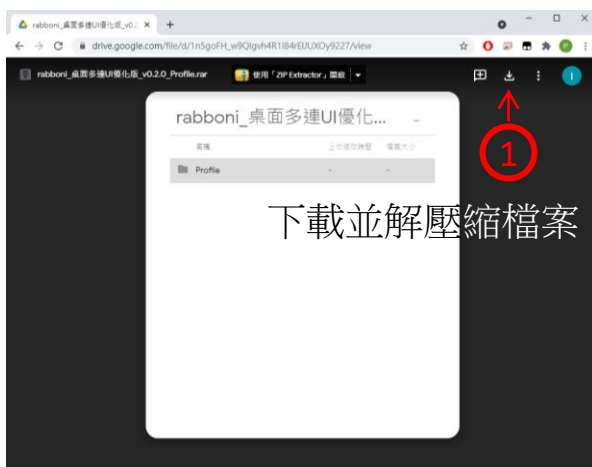 rabboni_桌面多連UI優化版_v0.2
drive.google.com/file/d/1n5goFH_w9QIgvh4R1I84rEUUXOy9227/view
rabboni_桌面多連UI優化版_v0.2.0_Profile.rar
使用「ZIP Extractor」開啟
rabboni_桌面多連UI優化...
名稱 上次修改時間 檔案大小
Profile - -
1
下載並解壓縮檔案